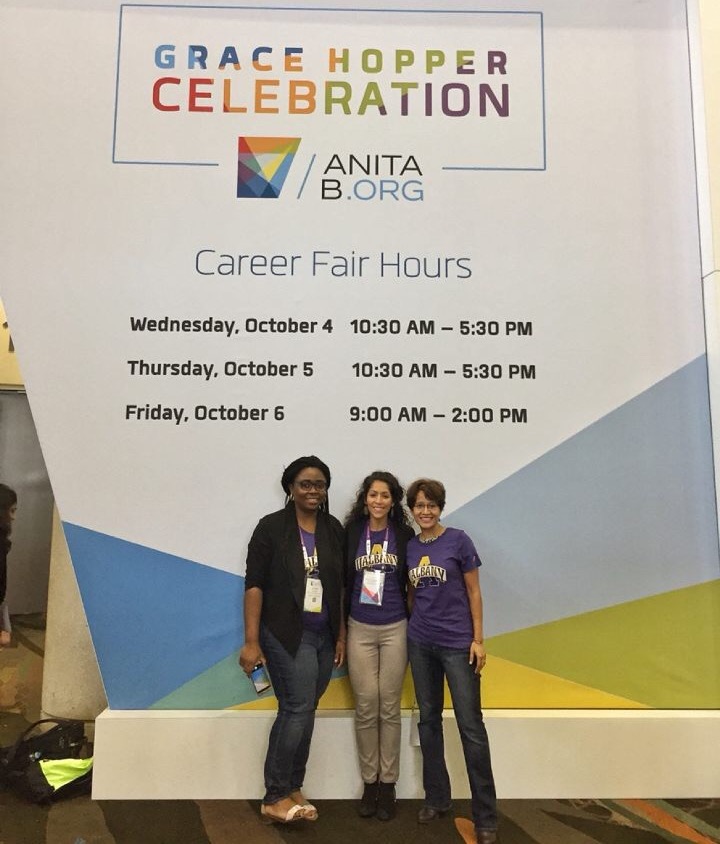 GRACE HOPPER
CELEBRATION
ANITA
B.ORG
Career Fair Hours
Wednesday, October 4 10:30 AM – 5:30 PM
Thursday, October 5 10:30 AM – 5:30 PM
Friday, October 6 9:00 AM – 2:00 PM
ALBANY
ALBANY